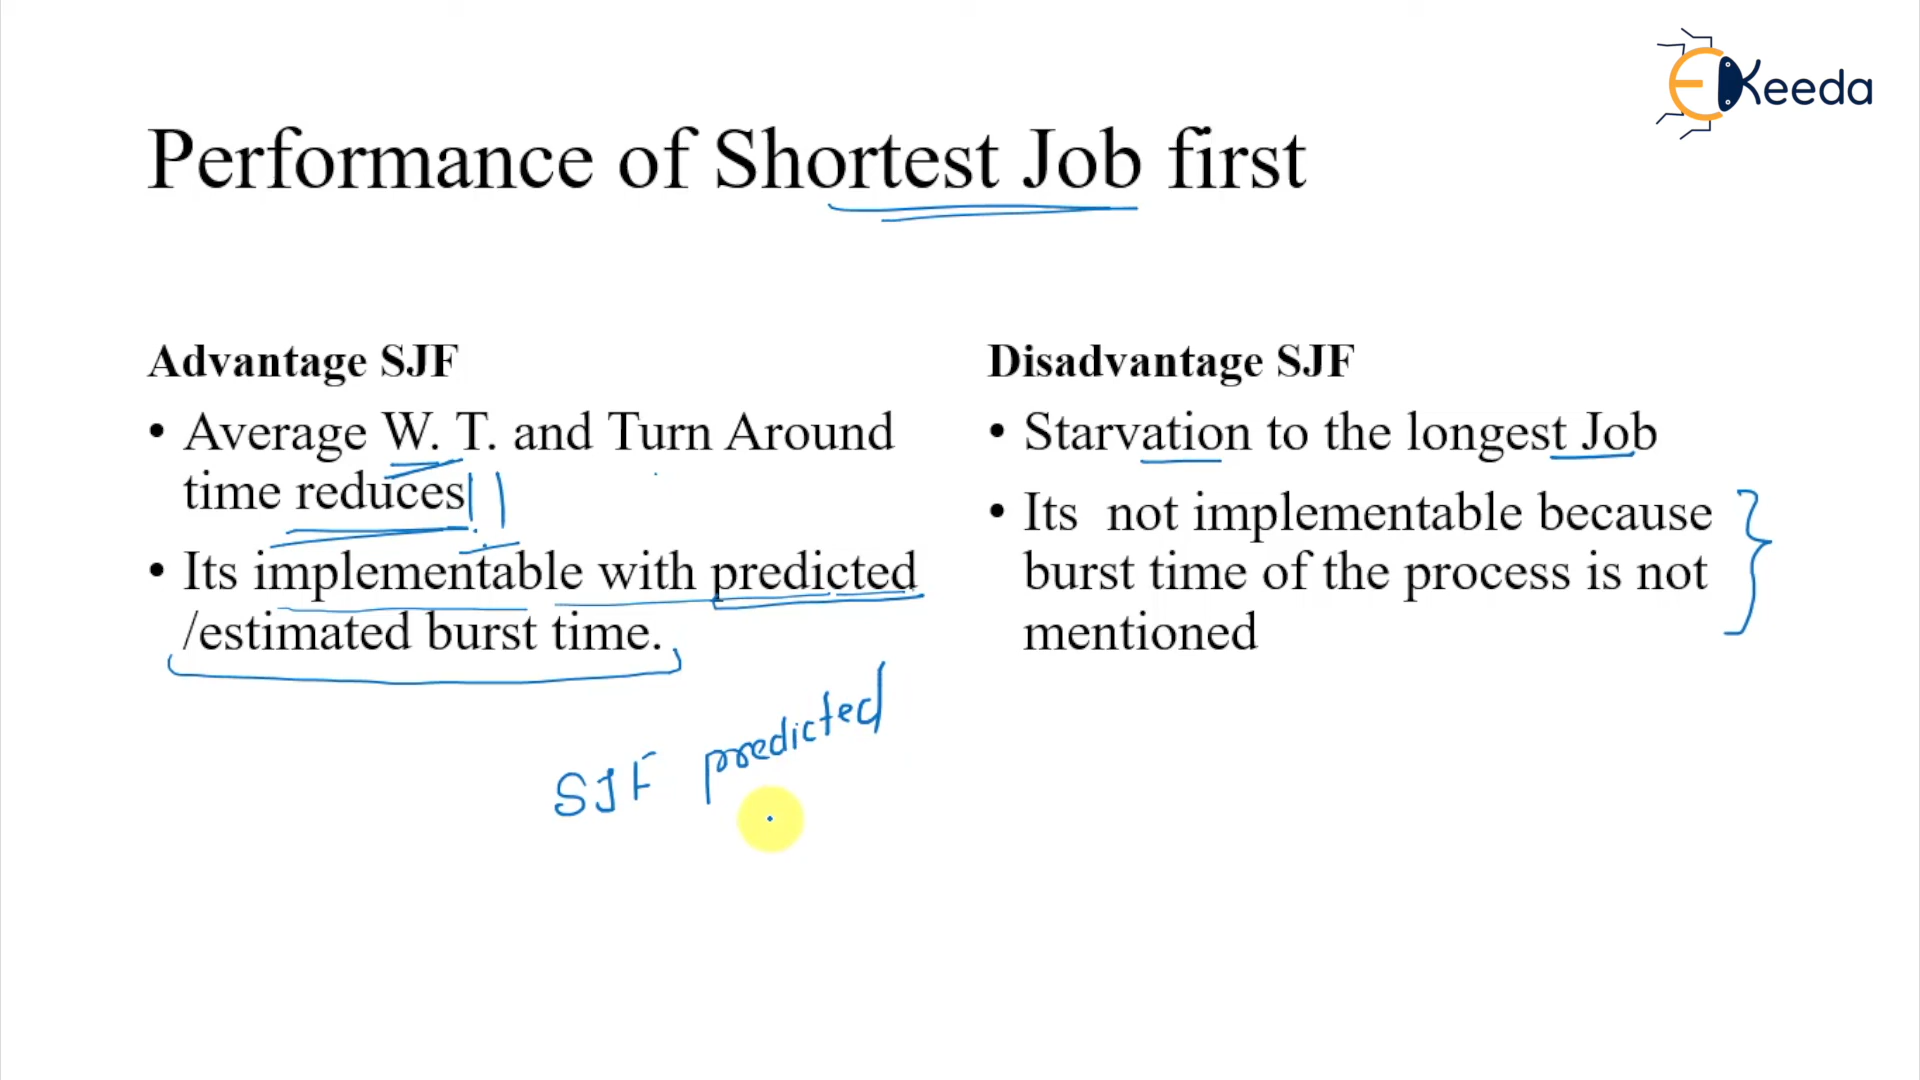 EKeeda
Performance of Shortest Job first
Advantage SJF
• Average W. T. and Turn Around
time reduces!!
• Its implementable with predicted
/estimated burst time.
Disadvantage SJF
• Starvation to the longest Job
• Its not implementable because
burst time of the process is not
mentioned
SJF predicted